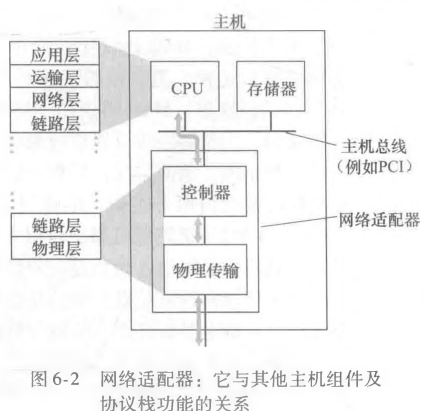 主机
应用层
运输层
网络层
链路层
CPU
存储器
主机总线
（例如PCI）
控制器
网络适配器
链路层
物理层
物理传输
图 6-2 网络适配器：它与其他主机组件及
协议栈功能的关系